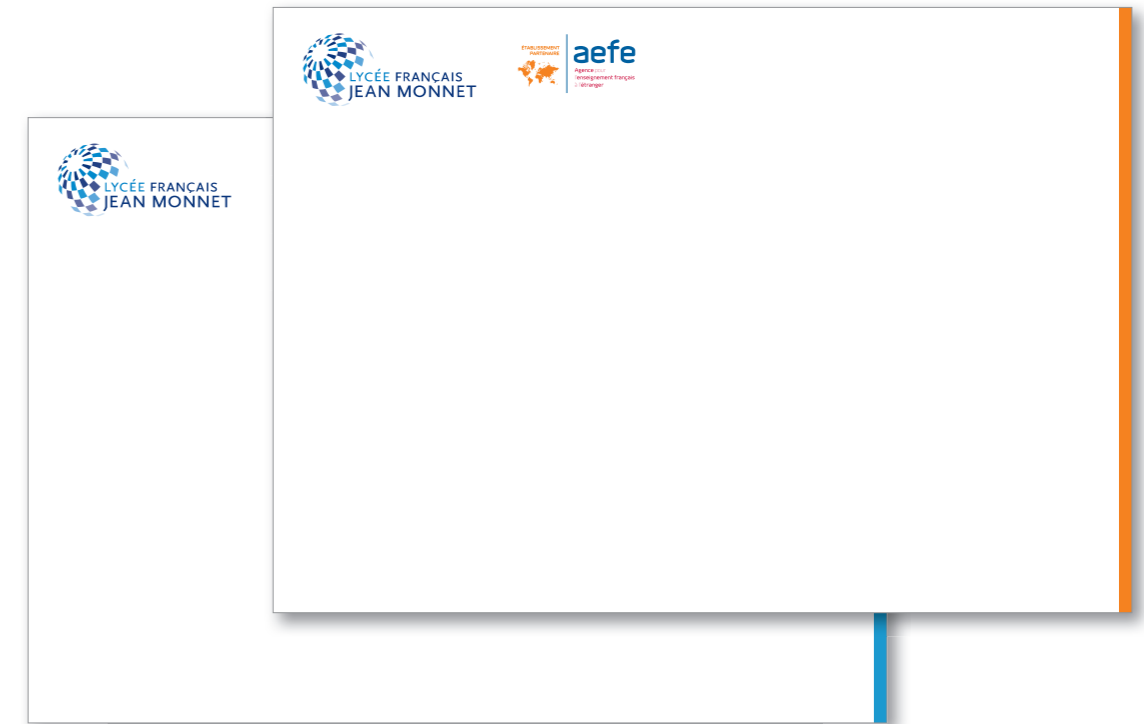 LYCÉE FRANÇAIS
JEAN MONNET
ÉTABLISSEMENT
PARTENAIRE
aefe
Agence pour
l'enseignement français
à l'étranger
LYCÉE FRANÇAIS
JEAN MONNET